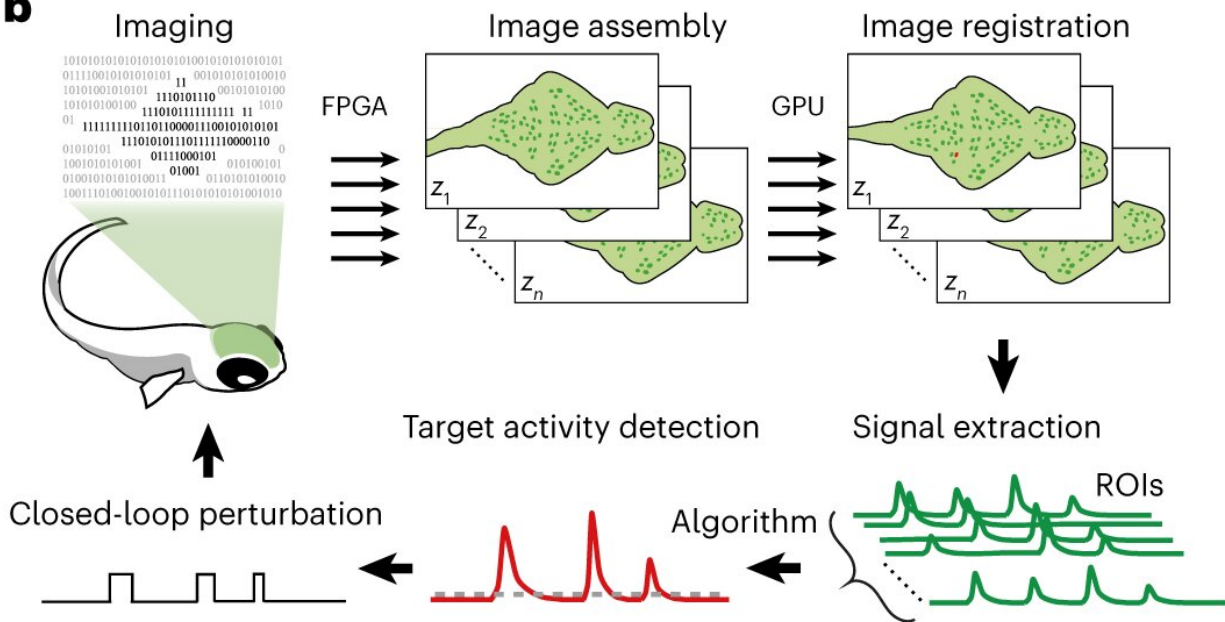 b
Imaging
Image assembly
Image registration
FPGA
GPU
z1
z2
zn
z1
z2
zn
Target activity detection
Signal extraction
ROIs
Closed-loop perturbation
Algorithm